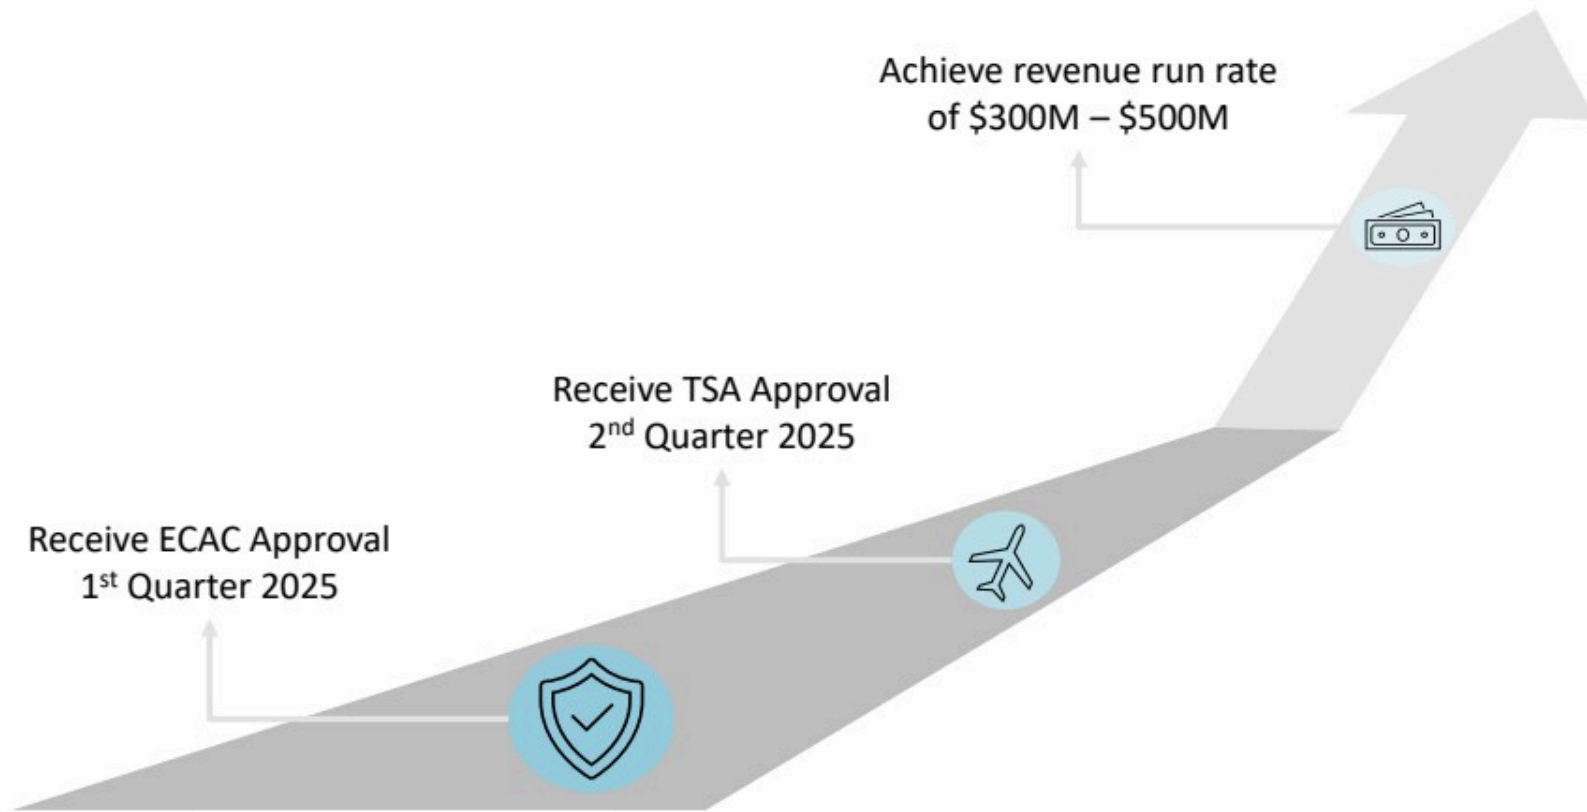 Achieve revenue run rate
of $300M – $500M
Receive TSA Approval
2nd Quarter 2025
Receive ECAC Approval
1st Quarter 2025